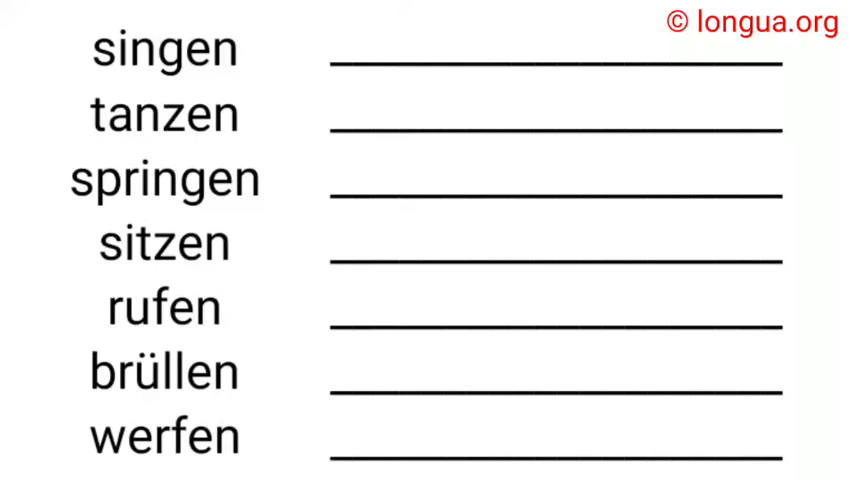 © longua.org
singen
tanzen
springen
sitzen
rufen
brüllen
werfen